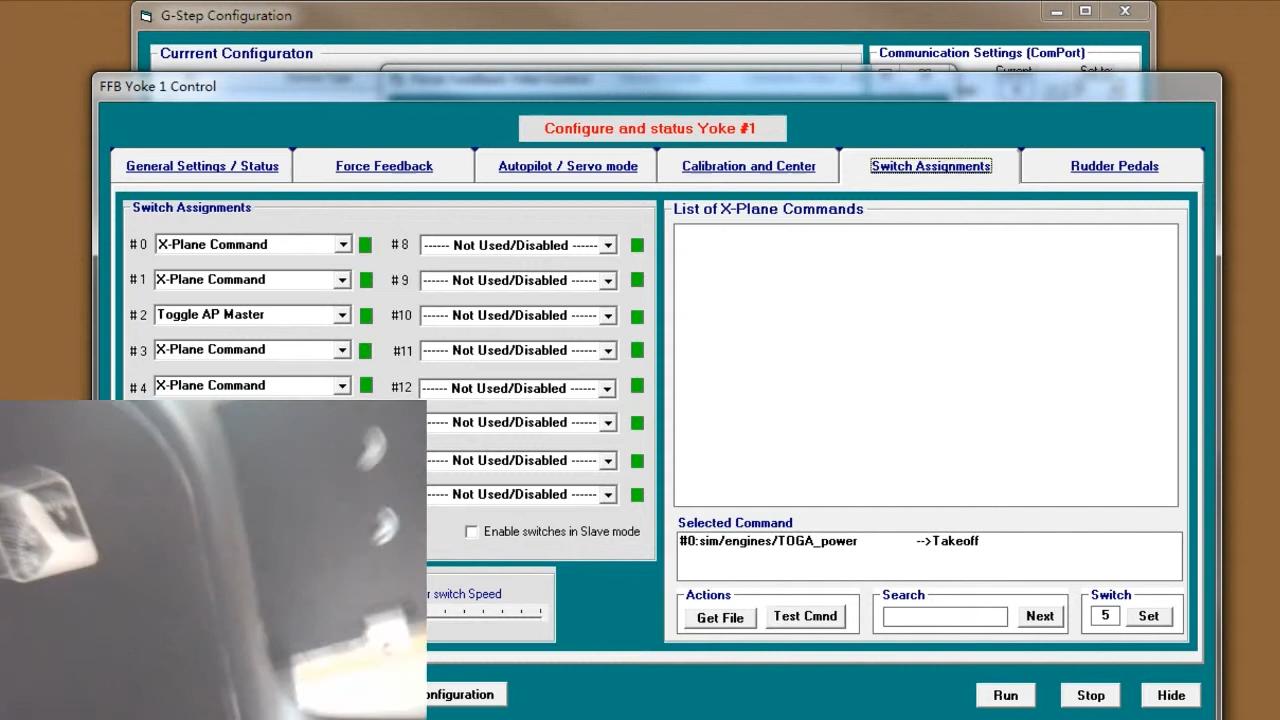 G-Step Configuration
Currrent Configuraton
Communication Settings (ComPort)
FFB Yoke 1 Control
Configure and status Yoke #1
General Settings / Status
Force Feedback
Autopilot / Servo mode
Calibration and Center
Switch Assignments
Rudder Pedals
Switch Assignments
# 0 X-Plane Command
# 8 ------ Not Used/Disabled ------
# 1 X-Plane Command
# 9 ------ Not Used/Disabled ------
# 2 Toggle AP Master
#10 ------ Not Used/Disabled ------
# 3 X-Plane Command
#11 ------ Not Used/Disabled ------
# 4 X-Plane Command
#12 ------ Not Used/Disabled ------
------ Not Used/Disabled ------
------ Not Used/Disabled ------
------ Not Used/Disabled ------
Enable switches in Slave mode
switch Speed
List of X-Plane Commands
Selected Command
#0:sim/engines/TOGA_power -->Takeoff
Actions
Get File
Test Cmnd
Search
Next
Switch
5
Set
onfiguration
Run
Stop
Hide